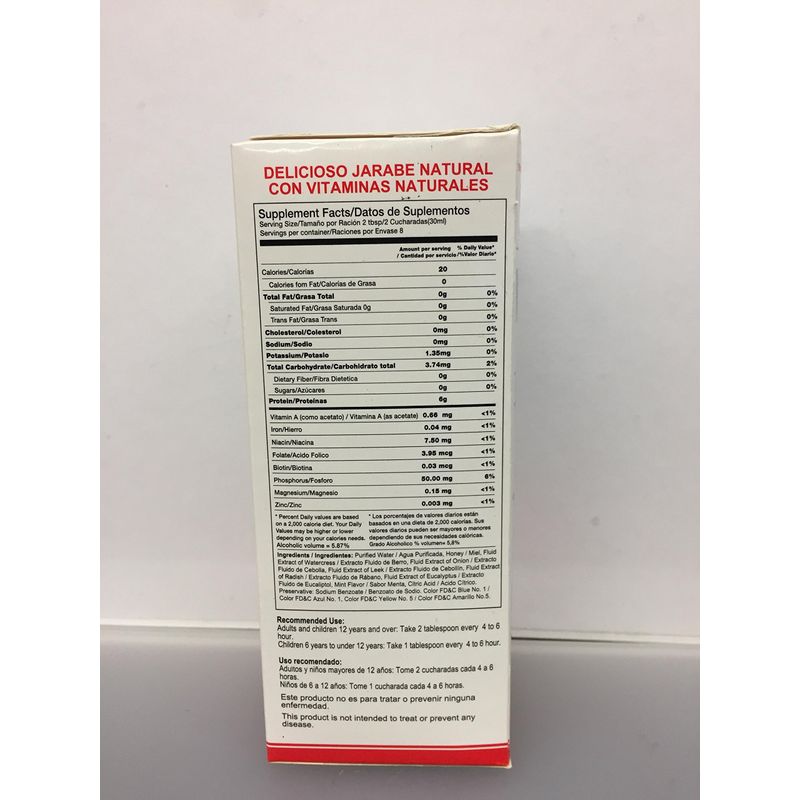 DELICIOSO JARABE NATURAL
CON VITAMINAS NATURALES
Supplement Facts/Datos de Suplementos
Serving Size/Tamaño por Ración 2 tbsp/2 Cucharadas(30ml)
Servings per container/Raciones por Envase 8
Amount per serving % Daily Value*
/ Cantidad por servicio /%Valor Diario*
Calories/Calorias 20
Calories fom Fat/Calorías de Grasa 0
Total Fat/Grasa Total 0g 0%
Saturated Fat/Grasa Saturada 0g 0g 0%
Trans Fat/Grasa Trans 0g 0%
Cholesterol/Colesterol 0mg 0%
Sodium/Sodio 0mg 0%
Potassium/Potasio 1.35mg 0%
Total Carbohydrate/Carbohidrato total 3.74mg 2%
Dietary Fiber/Fibra Dietetica 0g 0%
Sugars/Azúcares 0g 0%
Protein/Proteinas 6g
Vitamin A (como acetato) / Vitamina A (as acetate) 0.66 mg <1%
Iron/Hierro 0.04 mg <1%
Niacin/Niacina 7.50 mg <1%
Folate/Acido Folico 3.95 mcg <1%
Biotin/Biotina 0.03 mcg <1%
Phosphorus/Fosforo 50.00 mg 6%
Magnesium/Magnesio 0.15 mg <1%
Zinc/Zinc 0.003 mg <1%
* Percent Daily values are based
on a 2,000 calorie diet. Your Daily
Values may be higher or lower
depending on your calories needs.
Alcoholic volume = 5.87%
* Los porcentajes de valores diarios están
basados en una dieta de 2,000 calorías. Sus
valores diarios pueden ser mayores o menores
dependiendo de sus necesidades calóricas.
Grado Alcoholico % volumen= 5,8%
Ingredients / Ingredientes: Purified Water / Agua Purificada, Honey / Miel, Fluid
Extract of Watercress / Extracto Fluido de Berro, Fluid Extract of Onion / Extracto
Fluido de Cebolla, Fluid Extract of Leek / Extracto Fluido de Cebollín, Fluid Extract
of Radish / Extracto Fluido de Rábano, Fluid Extract of Eucalyptus / Extracto
Fluido de Eucaliptol, Mint Flavor / Sabor Menta, Citric Acid / Acido Cítrico.
Preservative: Sodium Benzoate / Benzoato de Sodio. Color FD&C Blue No. 1 /
Color FD&C Azul No. 1, Color FD&C Yellow No. 5 / Color FD&C Amarillo No.5.
Recommended Use:
Adults and children 12 years and over: Take 2 tablespoon every 4 to 6
hour.
Children 6 years to under 12 years: Take 1 tablespoon every 4 to 6 hour.
Uso recomendado:
Adultos y niños mayores de 12 años: Tome 2 cucharadas cada 4 a 6
horas.
Niños de 6 a 12 años: Tome 1 cucharada cada 4 a 6 horas.
Este producto no es para tratar o prevenir ninguna
enfermedad.
This product is not intended to treat or prevent any
disease.